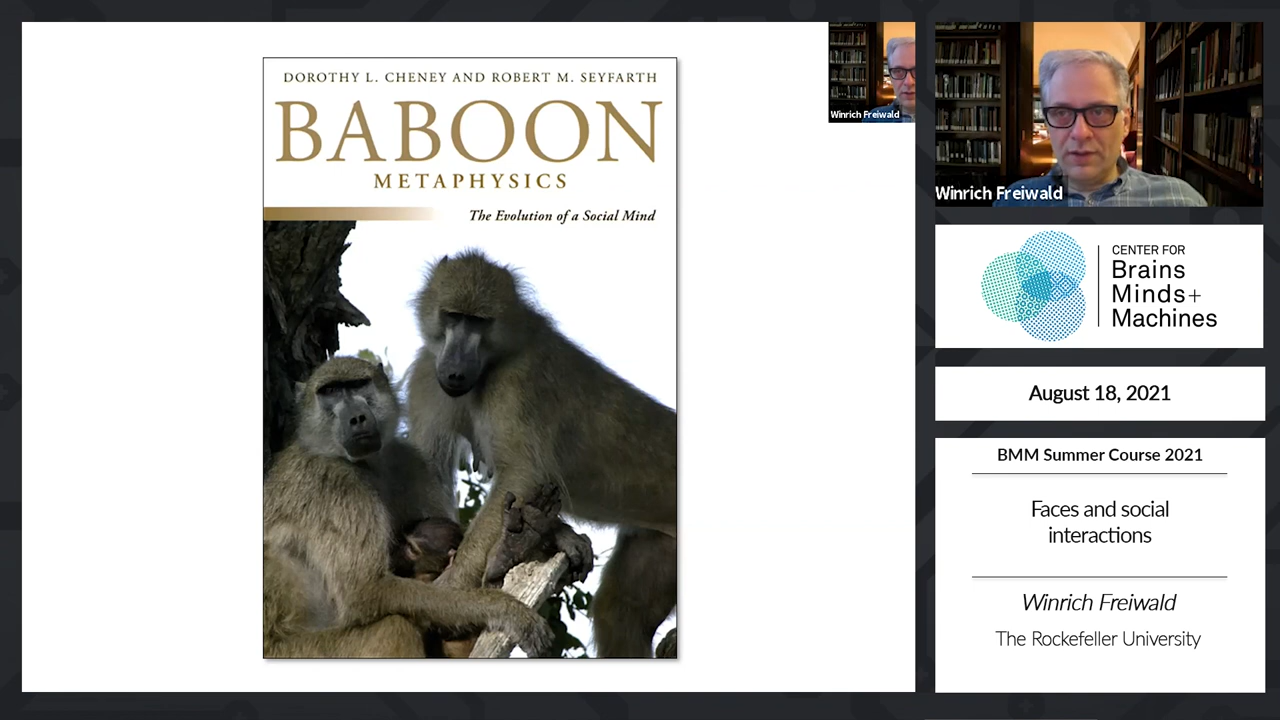 DOROTHY L. CHENEY AND ROBERT M. SEYFARTH
BABOON
METAPHYSICS
The Evolution of a Social Mind
Winrich Freiwald
Winrich Freiwald
CENTER FOR
Brains
Minds+
Machines
August 18, 2021
BMM Summer Course 2021
Faces and social
interactions
Winrich Freiwald
The Rockefeller University